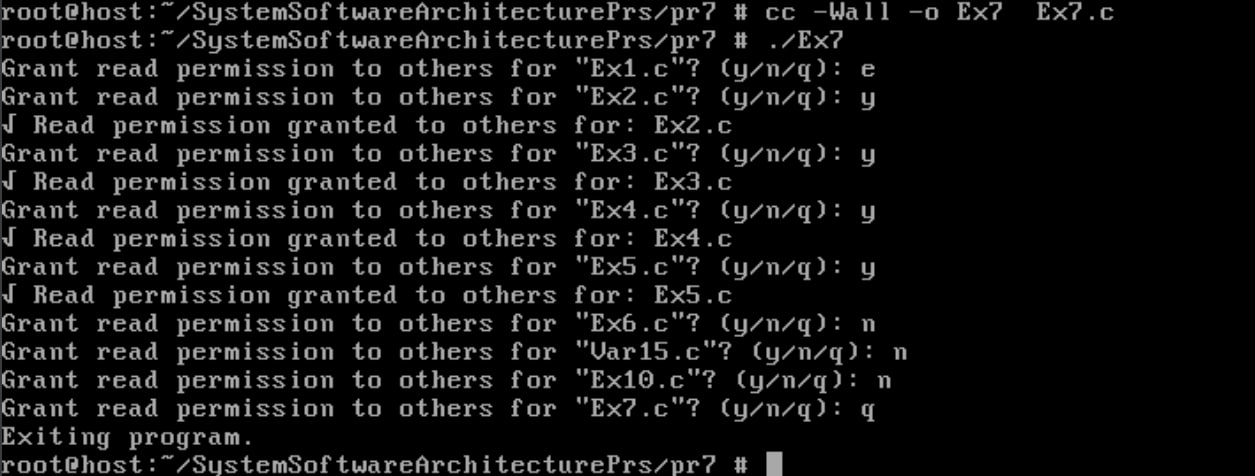 root@host:~/SystemSoftwareArchitecturePrs/pr7 # cc -Wall -o Ex7  Ex7.c
root@host:~/SystemSoftwareArchitecturePrs/pr7 # ./Ex7
Grant read permission to others for "Ex1.c"? (y/n/q): e
Grant read permission to others for "Ex2.c"? (y/n/q): y
√ Read permission granted to others for: Ex2.c
Grant read permission to others for "Ex3.c"? (y/n/q): y
√ Read permission granted to others for: Ex3.c
Grant read permission to others for "Ex4.c"? (y/n/q): y
√ Read permission granted to others for: Ex4.c
Grant read permission to others for "Ex5.c"? (y/n/q): y
√ Read permission granted to others for: Ex5.c
Grant read permission to others for "Ex6.c"? (y/n/q): n
Grant read permission to others for "Var15.c"? (y/n/q): n
Grant read permission to others for "Ex10.c"? (y/n/q): n
Grant read permission to others for "Ex7.c"? (y/n/q): q
Exiting program.
root@host:~/SystemSoftwareArchitecturePrs/pr7 #